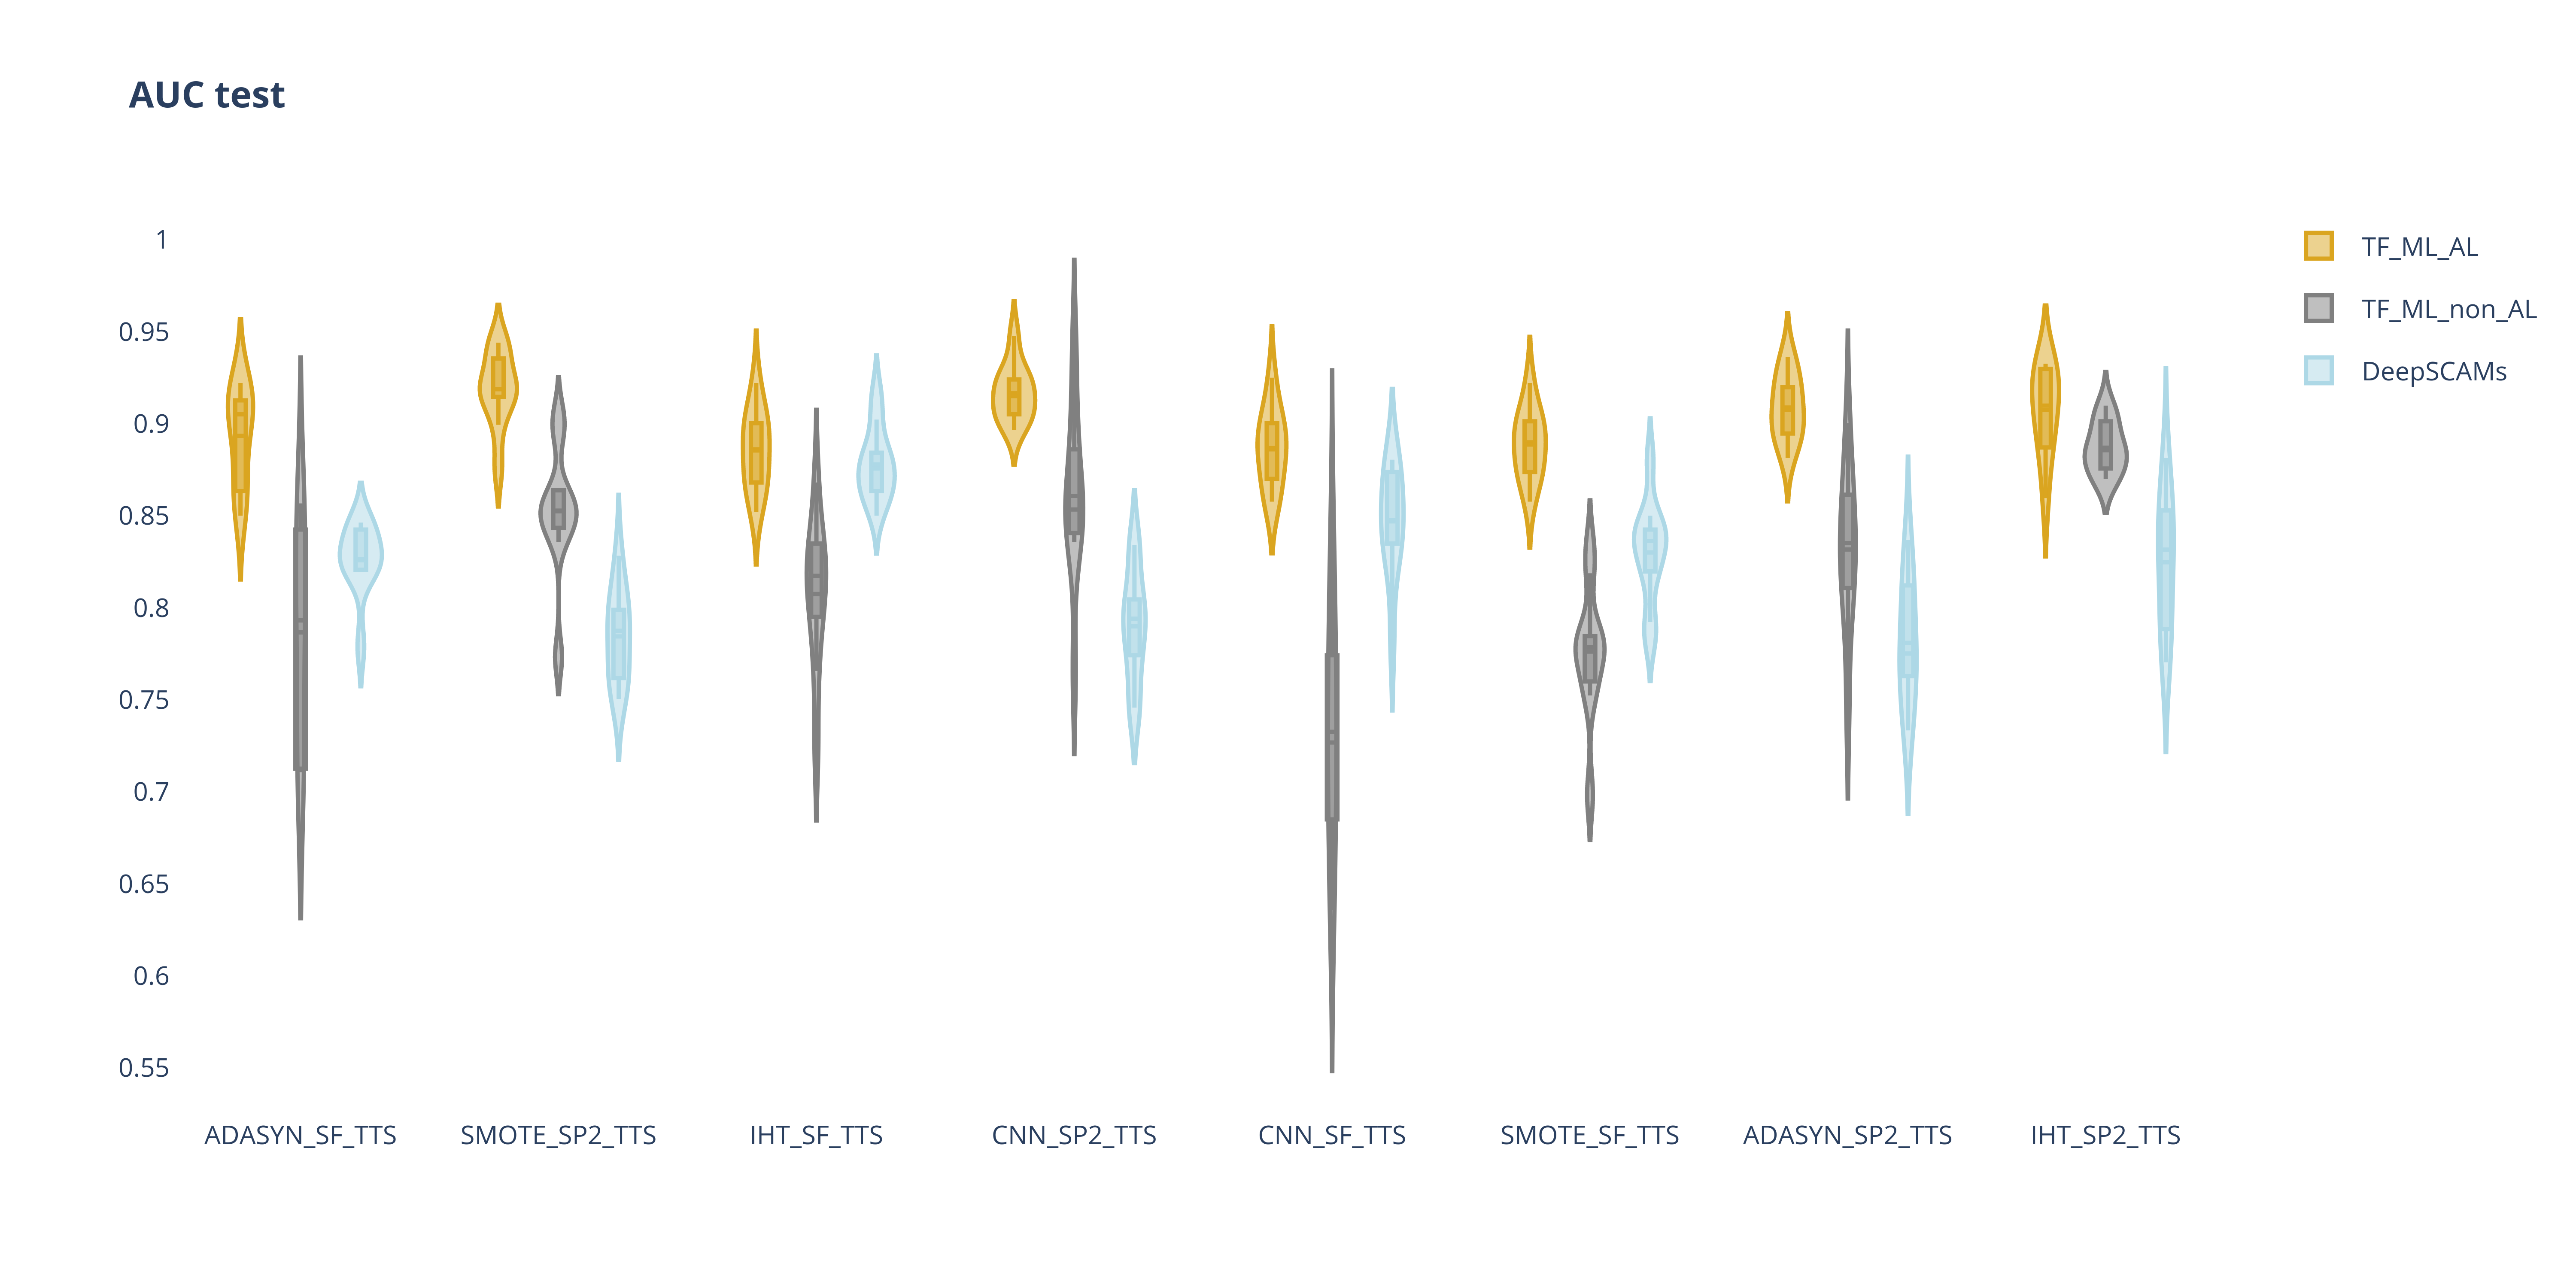 AUC test
1
0.95
0.9
0.85
0.8
0.75
0.7
0.65
0.6
0.55
ADASYN_SF_TTS
SMOTE_SP2_TTS
IHT_SF_TTS
CNN_SP2_TTS
CNN_SF_TTS
SMOTE_SF_TTS
ADASYN_SP2_TTS
IHT_SP2_TTS
TF_ML_AL
TF_ML_non_AL
DeepSCAMs